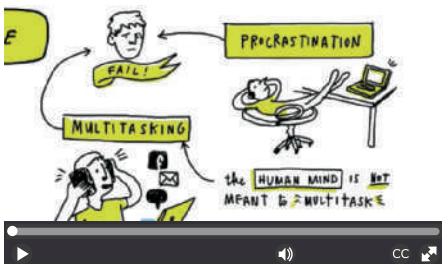 E
PROCRASTINATION
FAIL!
MULTITASKING
the HUMAN MIND IS NOT
MEANT to MULTITASK
CC